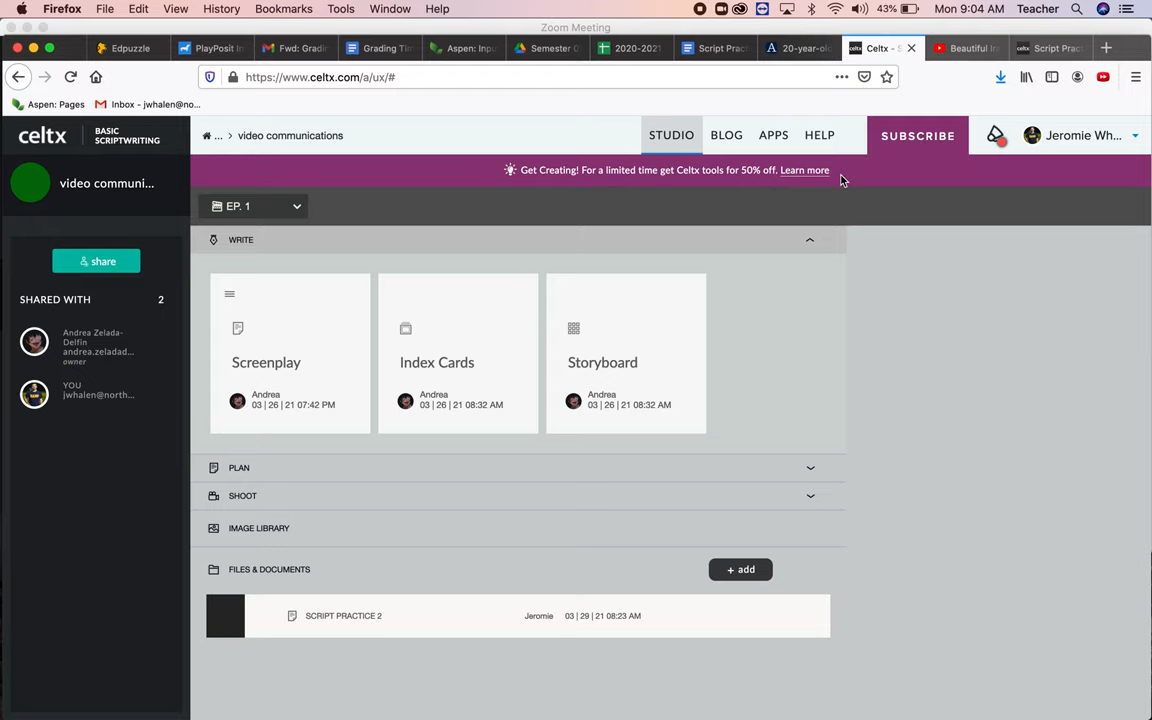 Firefox File Edit View History Bookmarks Tools Window Help 43% Mon 9:04 AM Teacher
Zoom Meeting
Edpuzzle PlayPosit In Fwd: Gradin Grading Tim Aspen: Inpu Semester 2020-2021 Script Prac 20-year-ol Celtx - Beautiful Ir Script Prac
https://www.celtx.com/a/ux/#
Aspen: Pages Inbox - jwhalen@no...
celtx BASIC SCRIPTWRITING ... > video communications STUDIO BLOG APPS HELP SUBSCRIBE Jeromie Wh...
Get Creating! For a limited time get Celtx tools for 50% off. Learn more
video communi...
EP. 1
WRITE
share
SHARED WITH 2
Andrea Zelada-
Delfin
andrea.zeladad...
owner
YOU
jwhalen@north...
Screenplay Index Cards Storyboard
Andrea Andrea Andrea
03 | 26 | 21 07:42 PM 03 | 26 | 21 08:32 AM 03 | 26 | 21 08:32 AM
PLAN
SHOOT
IMAGE LIBRARY
FILES & DOCUMENTS + add
SCRIPT PRACTICE 2 Jeromie 03 | 29 | 21 08:23 AM